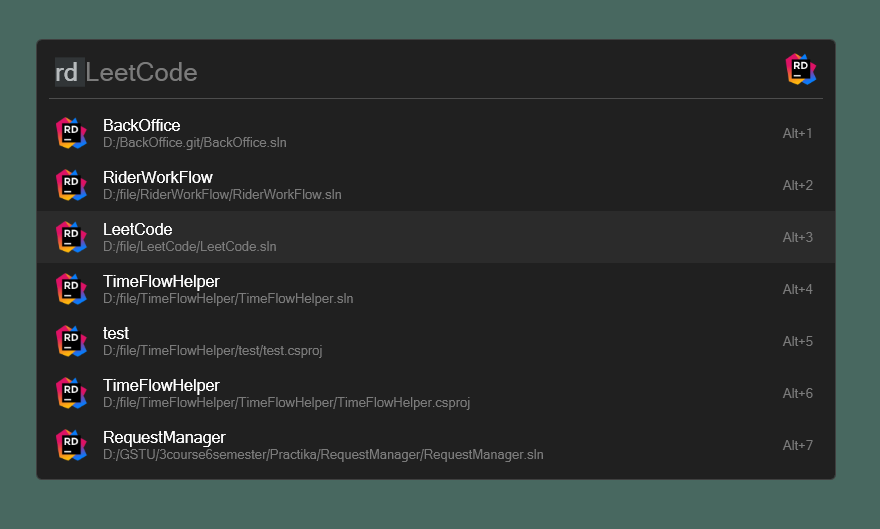 rd LeetCode
RD
RD
BackOffice
D:/BackOffice.git/BackOffice.sln
Alt+1
RD
RiderWorkFlow
D:/file/RiderWorkFlow/RiderWorkFlow.sln
Alt+2
RD
LeetCode
D:/file/LeetCode/LeetCode.sln
Alt+3
RD
TimeFlowHelper
D:/file/TimeFlowHelper/TimeFlowHelper.sln
Alt+4
RD
test
D:/file/TimeFlowHelper/test/test.csproj
Alt+5
RD
TimeFlowHelper
D:/file/TimeFlowHelper/TimeFlowHelper/TimeFlowHelper.csproj
Alt+6
RD
RequestManager
D:/GSTU/3course6semester/Practika/RequestManager/RequestManager.sln
Alt+7